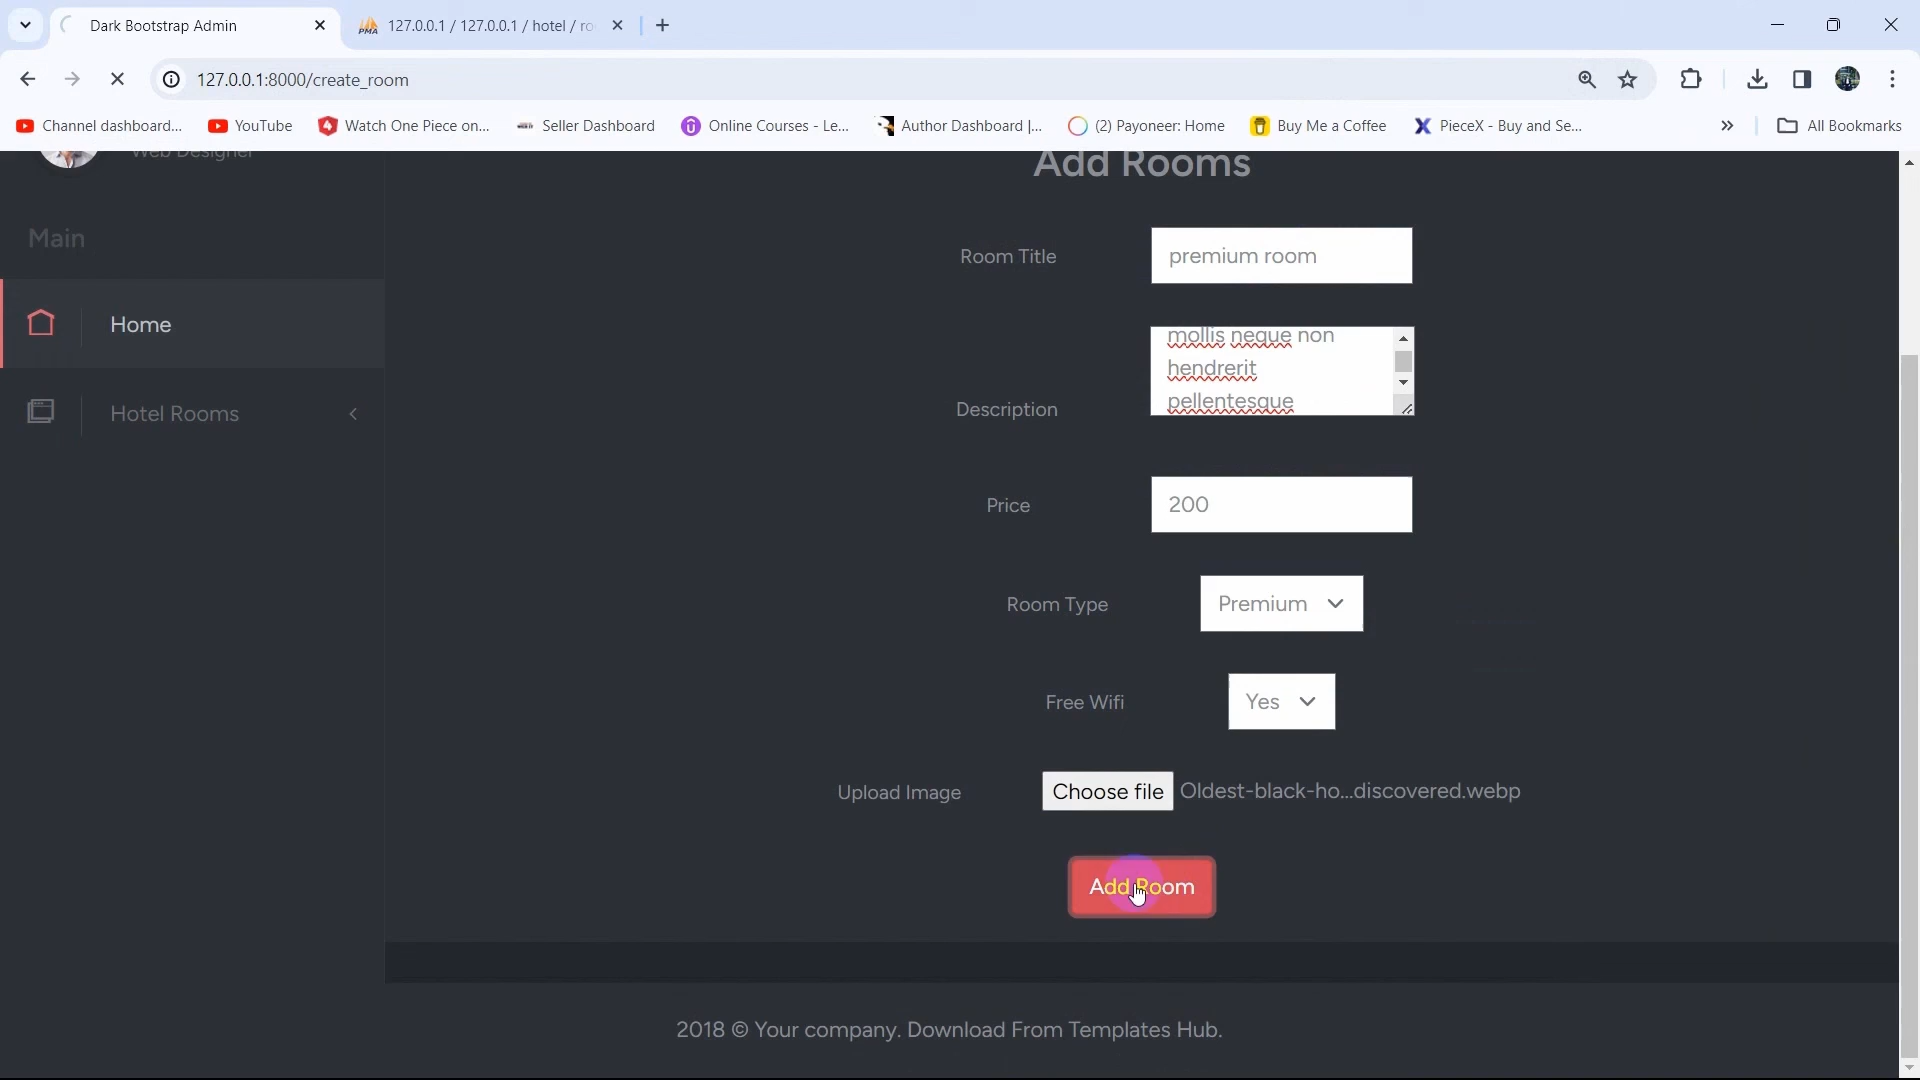 Dark Bootstrap Admin
PMA 127.0.0.1 / 127.0.0.1 / hotel / ro
127.0.0.1:8000/create_room
Channel dashboard... YouTube Watch One Piece on... Seller Dashboard Online Courses - Le... Author Dashboard |... (2) Payoneer: Home Buy Me a Coffee PieceX - Buy and Se... » All Bookmarks
Web Designer
Add Rooms
Main
Room Title premium room
Home
mollis neque non
hendrerit
pellentesque
Description
Hotel Rooms
Price 200
Room Type Premium
Free Wifi Yes
Upload Image Choose file Oldest-black-ho...discovered.webp
Add Room
2018 © Your company. Download From Templates Hub.